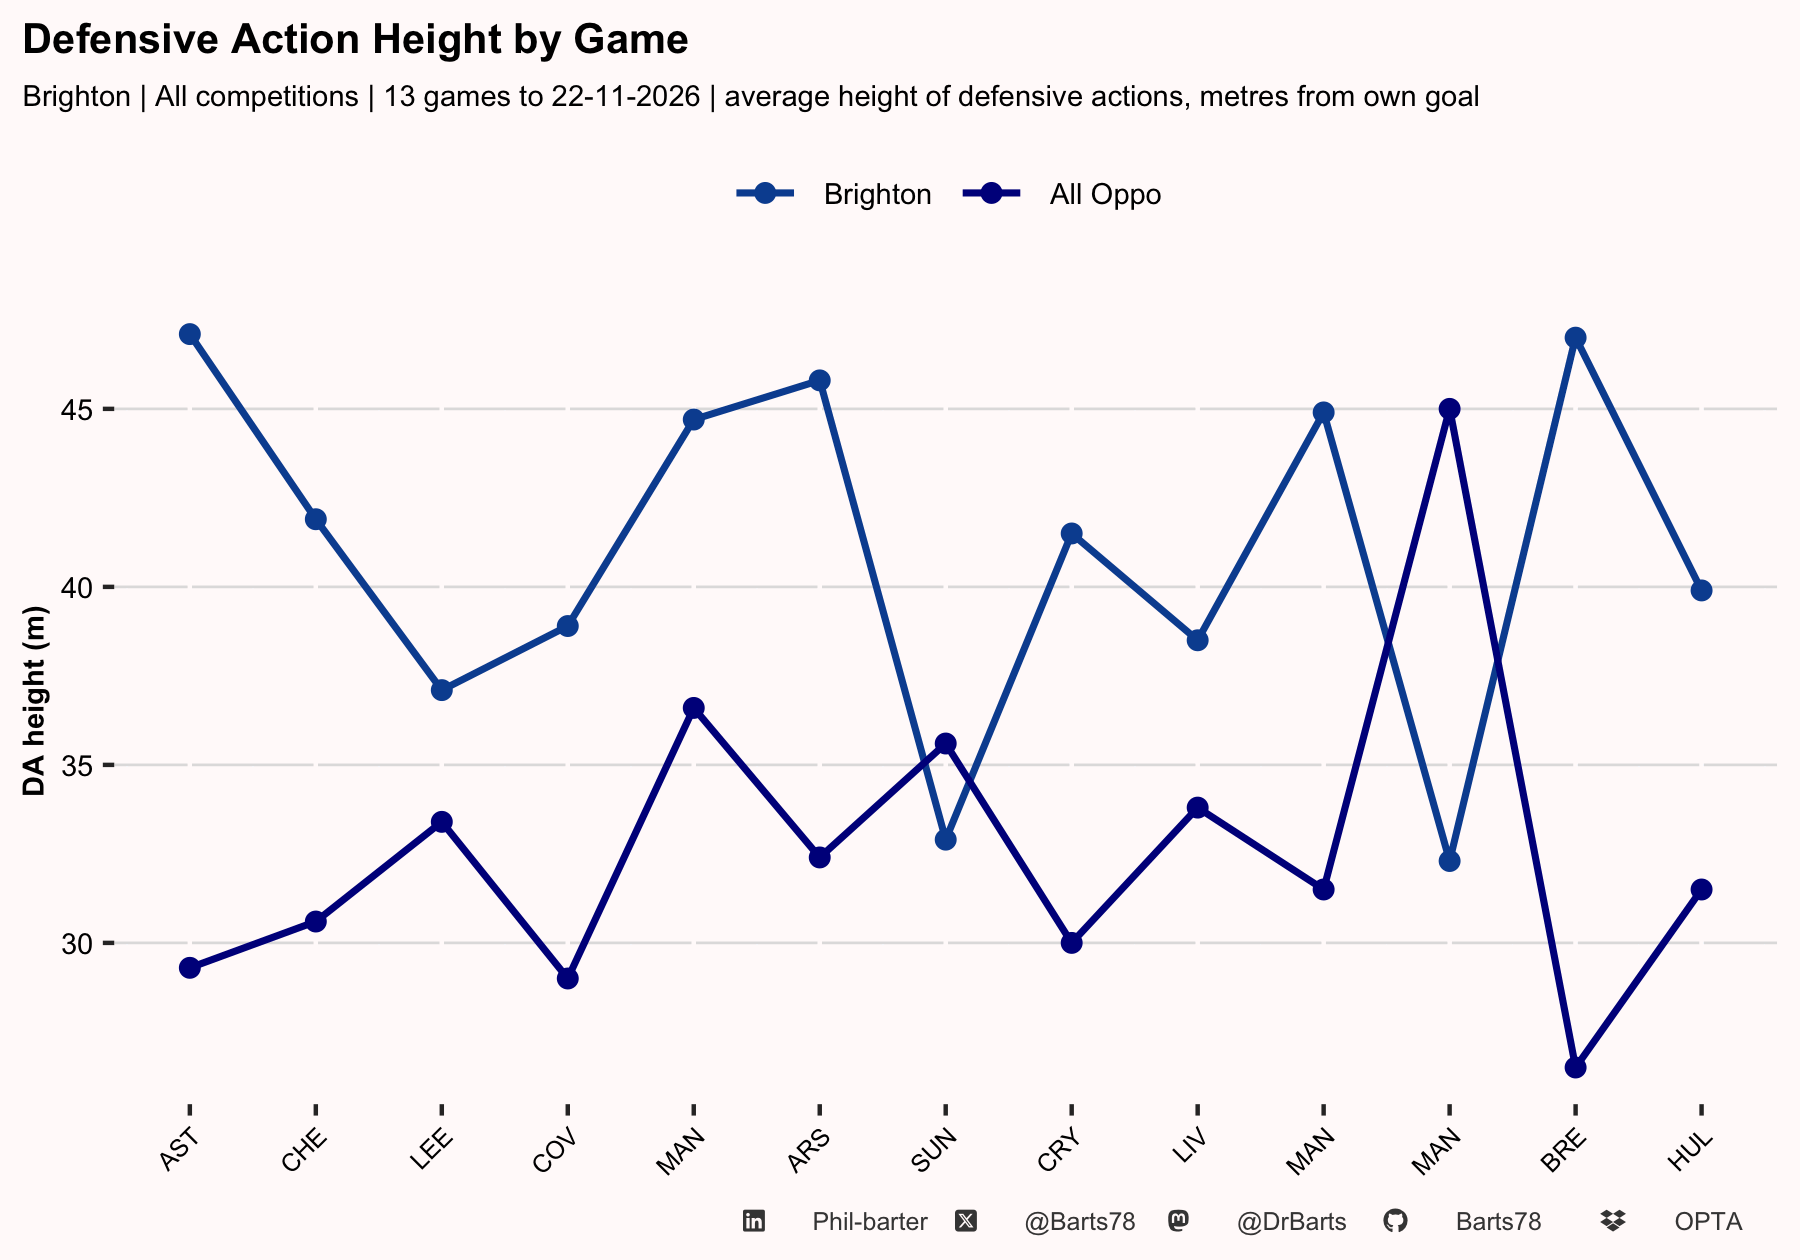 Defensive Action Height by Game
Brighton | All competitions | 13 games to 22-11-2026 | average height of defensive actions, metres from own goal
Brighton All Oppo
DA height (m)
45
40
35
30
AST CHE LEE COV MAN ARS SUN CRY LIV MAN MAN BRE HUL
Phil-barter @Barts78 @DrBarts Barts78 OPTA